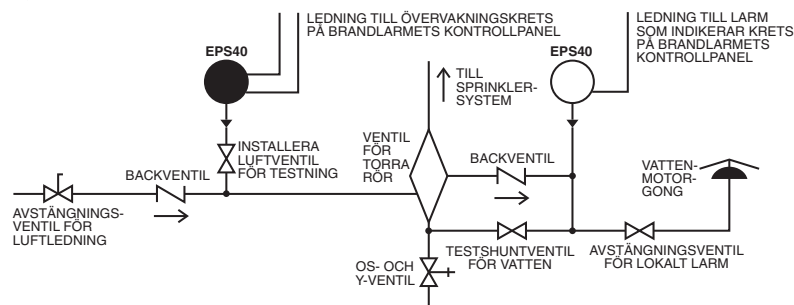 LEDNING TILL ÖVERVAKNINGSKRETS
PÅ BRANDLARMETS KONTROLLPANEL
EPS40
LEDNING TILL LARM
SOM INDIKERAR KRETS
PÅ BRANDLARMETS
KONTROLLPANEL
EPS40
TILL
SPRINKLER-
SYSTEM
INSTALLERA
LUFTVENTIL
FÖR TESTNING
VENTIL
FÖR
TORRA
RÖR
BACKVENTIL
BACKVENTIL
VATTEN-
MOTOR-
GONG
AVSTÄNGNINGS-
VENTIL FÖR
LUFTLEDNING
TESTSHUNTVENTIL
FÖR VATTEN
AVSTÄNGNINGSVENTIL
FÖR LOKALT LARM
OS- OCH
Y-VENTIL